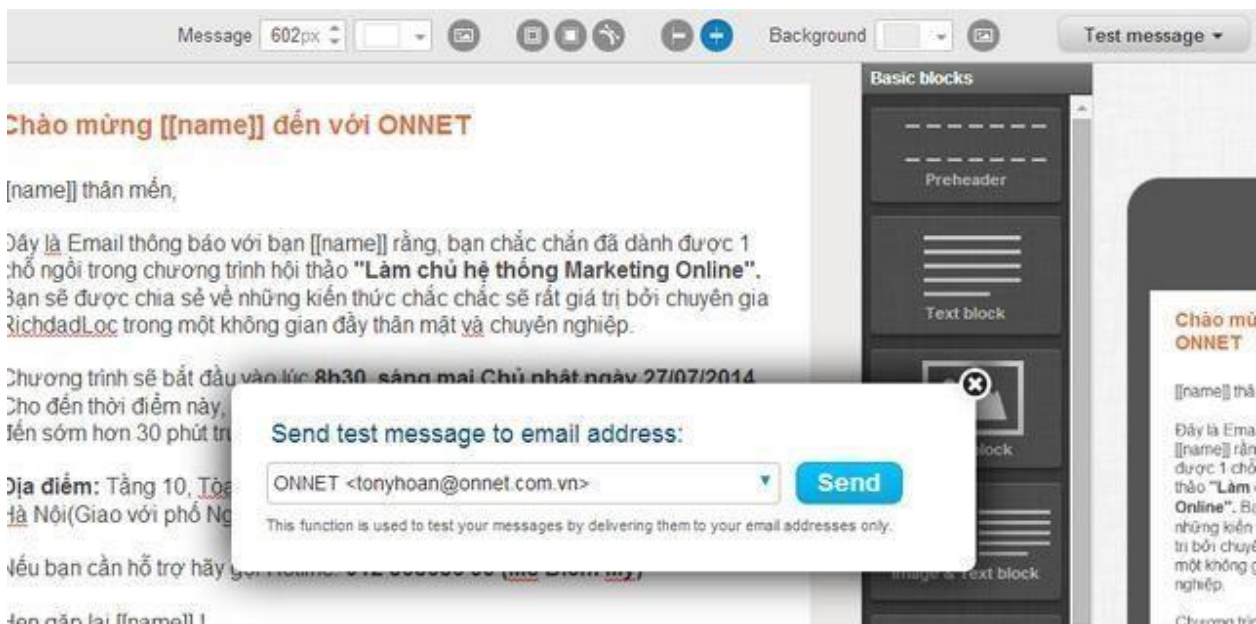 Message 602px Background Test message
Basic blocks
Chào mừng [[name]] đến với ONNET
[name]] thân mến,
Đây là Email thông báo với bạn [[name]] rằng, bạn chắc chắn đã dành được 1
chỗ ngồi trong chương trình hội thảo "Làm chủ hệ thống Marketing Online".
Bạn sẽ được chia sẻ về những kiến thức chắc chắc sẽ rất giá trị bởi chuyên gia
RichdadLoc trong một không gian đầy thân mật và chuyên nghiệp.
Chương trình sẽ bắt đầu vào lúc 8h30 sáng mai Chủ nhật ngày 27/07/2014
Cho đến thời điểm này,
đến sớm hơn 30 phút
Địa điểm: Tầng 10,
Hà Nội(Giao với phố
Nếu bạn cần hỗ trợ hãy
Hẹn gặp lại [[name]] !
Send test message to email address:
ONNET <tonyhoan@onnet.com.vn>
Send
This function is used to test your messages by delivering them to your email addresses only.
Preheader
Text block
Image & Text block
Chào
ONNET
[[name]]
Đây là
[[name]]
được 1 chỗ
thảo "Làm
Online".
những kiến
trị bởi
một không
nghiệp.
Chương